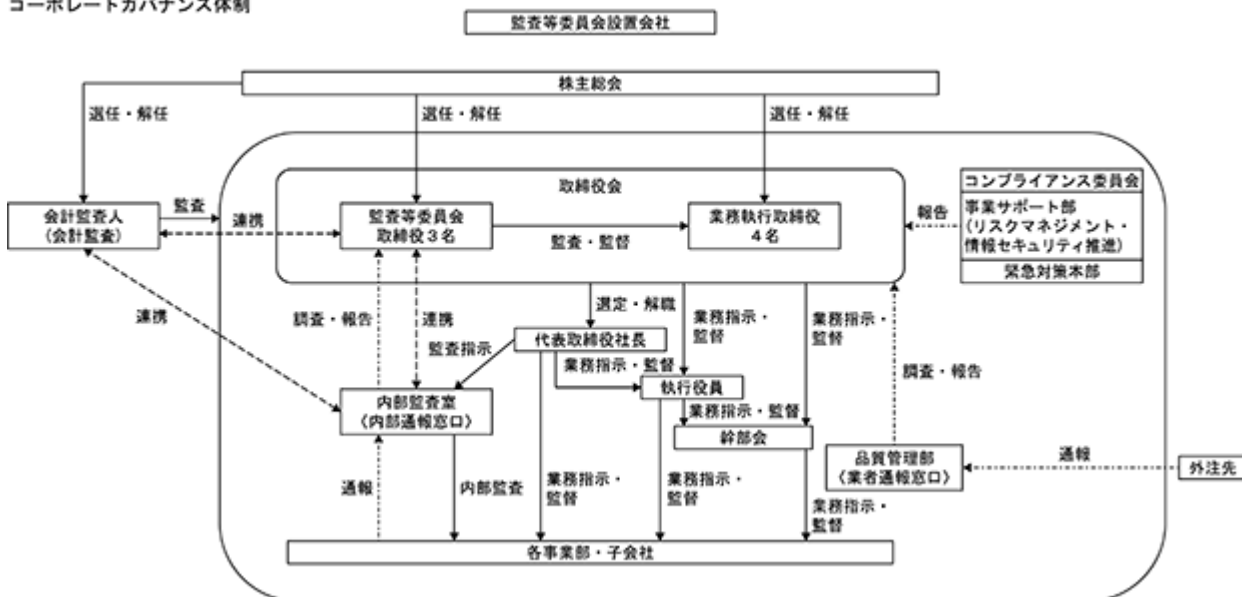 コーポレートガバナンス体制
監査等委員会設置会社
株主総会
選任・解任
選任・解任
選任・解任
取締役会
コンプライアンス委員会
会計監査人
(会計監査)
監査
連携
監査等委員会
取締役3名
監査・監督
業務執行取締役
4名
報告
事業サポート部
(リスクマネジメント・
情報セキュリティ推進)
緊急対策本部
連携
調査・報告
連携
選定・解職
業務指示・
監督
業務指示・
監督
監査指示
代表取締役社長
業務指示・監督
執行役員
調査・報告
内部監査室
〈内部通報窓口〉
業務指示・監督
幹部会
品質管理部
〈業者通報窓口〉
通報
外注先
通報
内部監査
業務指示・
監督
業務指示・
監督
業務指示・
監督
各事業部・子会社